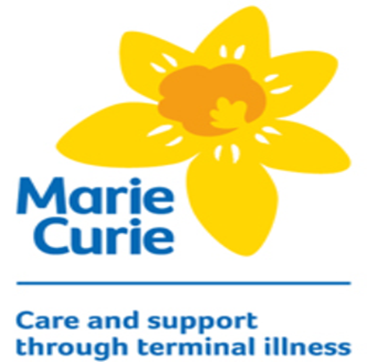 Marie
Curie
Care and support
through terminal illness